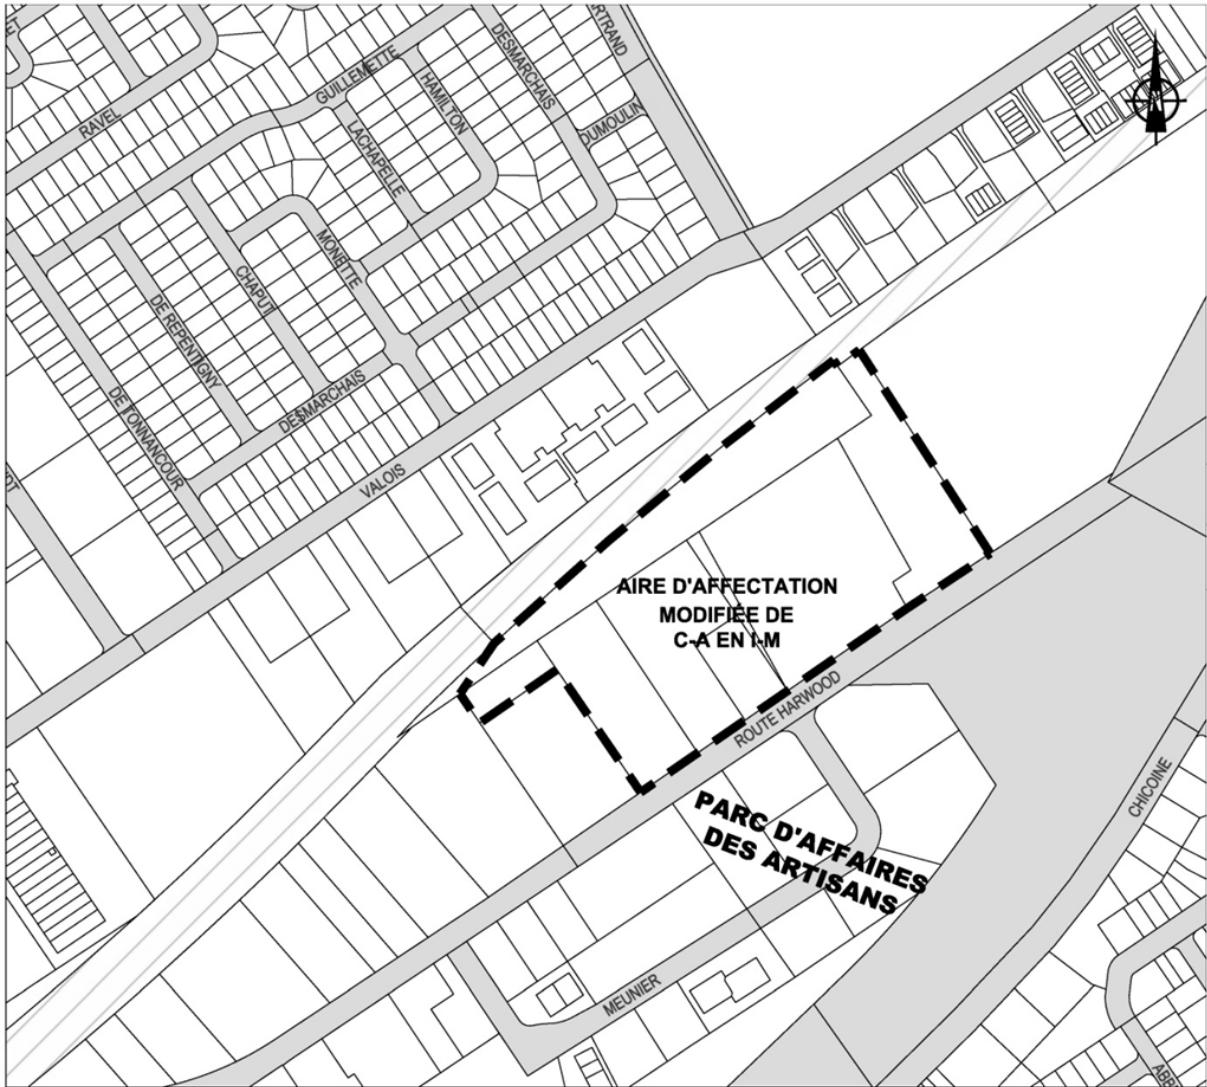 RAVEL
GUILLEMETTE
DESMARCHAIS
HAMILTON
LACHAPELLE
DUMOULIN
MONETTE
CHAPUT
DE REPENTIGNY
DE TONNANCOUR
DESMARCHAIS
VALOIS
AIRE D'AFFECTATION
MODIFIÉE DE
C-A EN I-M
ROUTE HARWOOD
PARC D'AFFAIRES
DES ARTISANS
CHICOINE
MEUNIER